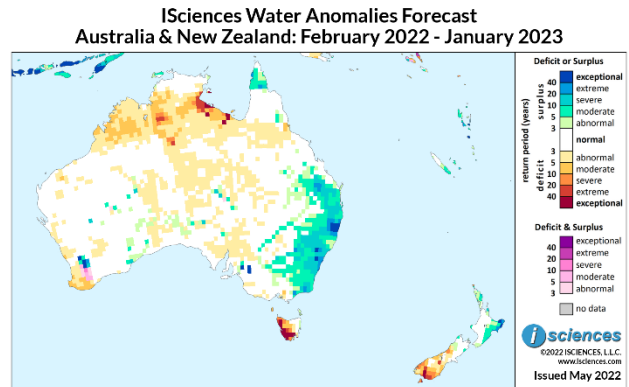 ISciences Water Anomalies Forecast
Australia & New Zealand: February 2022 - January 2023
Deficit or Surplus
return period (years)
surplus
deficit
40
20
10
5
3
exceptional
extreme
severe
moderate
abnormal
normal
3
5
10
20
40
abnormal
moderate
severe
extreme
exceptional
Deficit & Surplus
40
20
10
5
3
exceptional
extreme
severe
moderate
abnormal
no data
isciences
©2022 ISCIENCES, L.L.C.
www.isciences.com
Issued May 2022